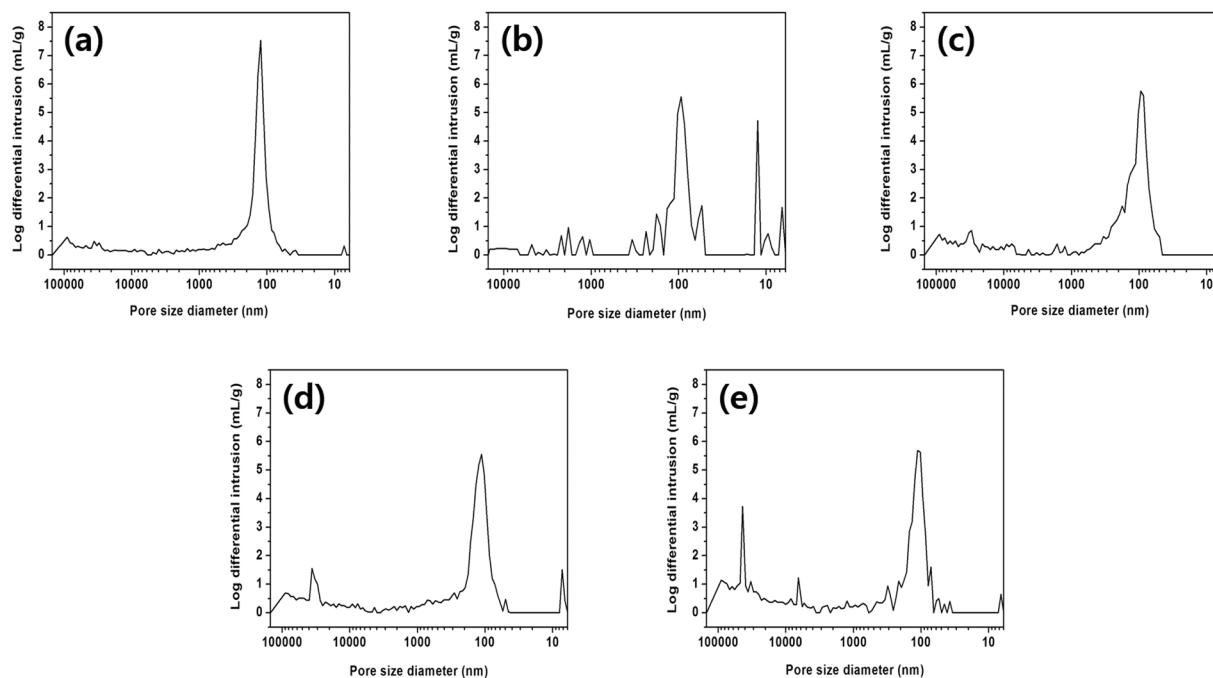 (a)
Log differential intrusion (mL/g)
8
7
6
5
4
3
2
1
0
100000 10000 1000 100 10
Pore size diameter (nm)
(b)
Log differential intrusion (mL/g)
8
7
6
5
4
3
2
1
0
10000 1000 100 10
Pore size diameter (nm)
(c)
Log differential intrusion (mL/g)
8
7
6
5
4
3
2
1
0
100000 10000 1000 100 10
Pore size diameter (nm)
(d)
Log differential intrusion (mL/g)
8
7
6
5
4
3
2
1
0
100000 10000 1000 100 10
Pore size diameter (nm)
(e)
Log differential intrusion (mL/g)
8
7
6
5
4
3
2
1
0
100000 10000 1000 100 10
Pore size diameter (nm)